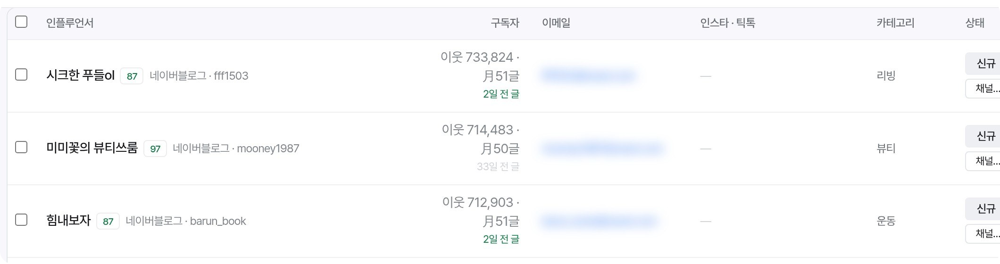 인플루언서 구독자 이메일 인스타 · 틱톡 카테고리 상태
이웃 733,824 ·
시크한 푸들ol 87 네이버블로그 · fff1503 月51글 — 리빙 신규
2일 전 글 채널...
이웃 714,483 ·
미미꽃의 뷰티쓰룸 97 네이버블로그 · mooney1987 月50글 — 뷰티 신규
33일 전 글 채널...
이웃 712,903 ·
힘내보자 87 네이버블로그 · barun_book 月51글 — 운동 신규
2일 전 글 채널...